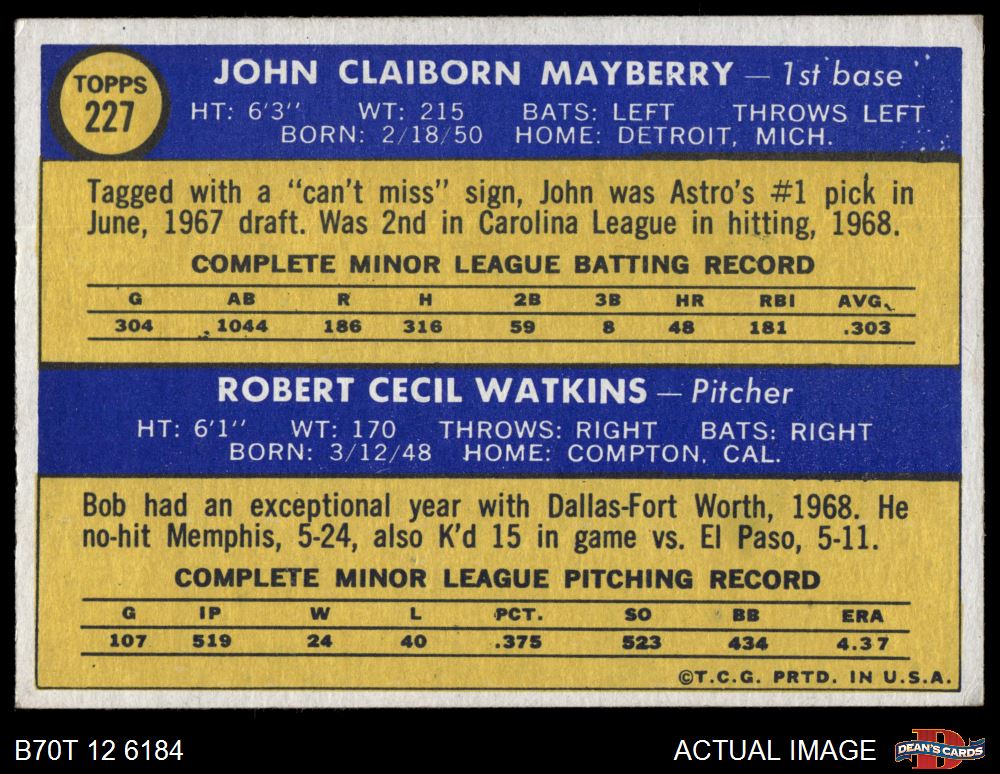 TOPPS
227
JOHN CLAIBORN MAYBERRY — 1st base
HT: 6'3'' WT: 215 BATS: LEFT THROWS LEFT
BORN: 2/18/50 HOME: DETROIT, MICH.
Tagged with a “can't miss” sign, John was Astro's #1 pick in
June, 1967 draft. Was 2nd in Carolina League in hitting, 1968.
COMPLETE MINOR LEAGUE BATTING RECORD
G AB R H 2B 3B HR RBI AVG.
304 1044 186 316 59 8 48 181 .303
ROBERT CECIL WATKINS — Pitcher
HT: 6'1'' WT: 170 THROWS: RIGHT BATS: RIGHT
BORN: 3/12/48 HOME: COMPTON, CAL.
Bob had an exceptional year with Dallas-Fort Worth, 1968. He
no-hit Memphis, 5-24, also K'd 15 in game vs. El Paso, 5-11.
COMPLETE MINOR LEAGUE PITCHING RECORD
G IP W L PCT. SO BB ERA
107 519 24 40 .375 523 434 4.37
©T.C.G. PRTD. IN U.S.A.
B70T 12 6184
ACTUAL IMAGE
D
DEAN'S CARDS